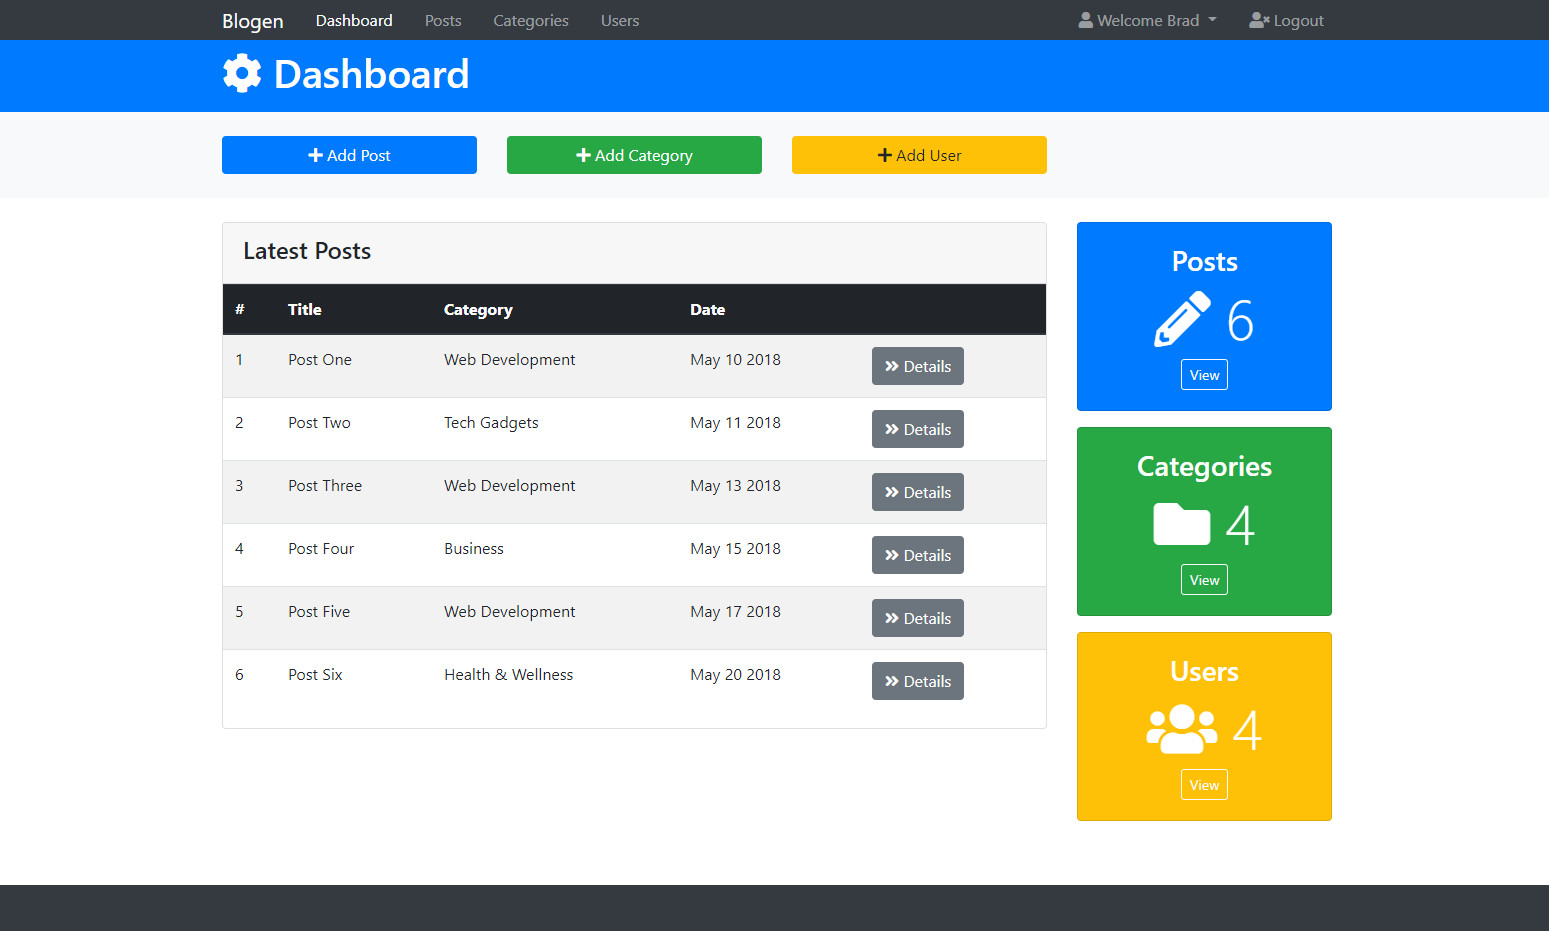 Blogen Dashboard Posts Categories Users Welcome Brad Logout
Dashboard
Add Post Add Category Add User
Latest Posts
# Title Category Date
1 Post One Web Development May 10 2018 Details
2 Post Two Tech Gadgets May 11 2018 Details
3 Post Three Web Development May 13 2018 Details
4 Post Four Business May 15 2018 Details
5 Post Five Web Development May 17 2018 Details
6 Post Six Health & Wellness May 20 2018 Details
Posts
6
View
Categories
4
View
Users
4
View